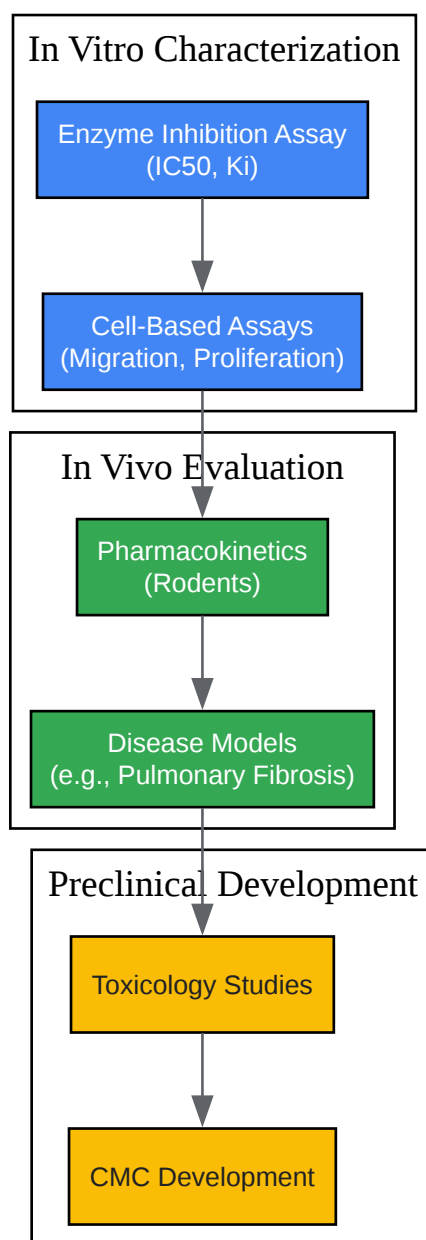 In Vitro Characterization
Enzyme Inhibition Assay
(IC50, Ki)
Cell-Based Assays
(Migration, Proliferation)
In Vivo Evaluation
Pharmacokinetics
(Rodents)
Disease Models
(e.g., Pulmonary Fibrosis)
Preclinical Development
Toxicology Studies
CMC Development